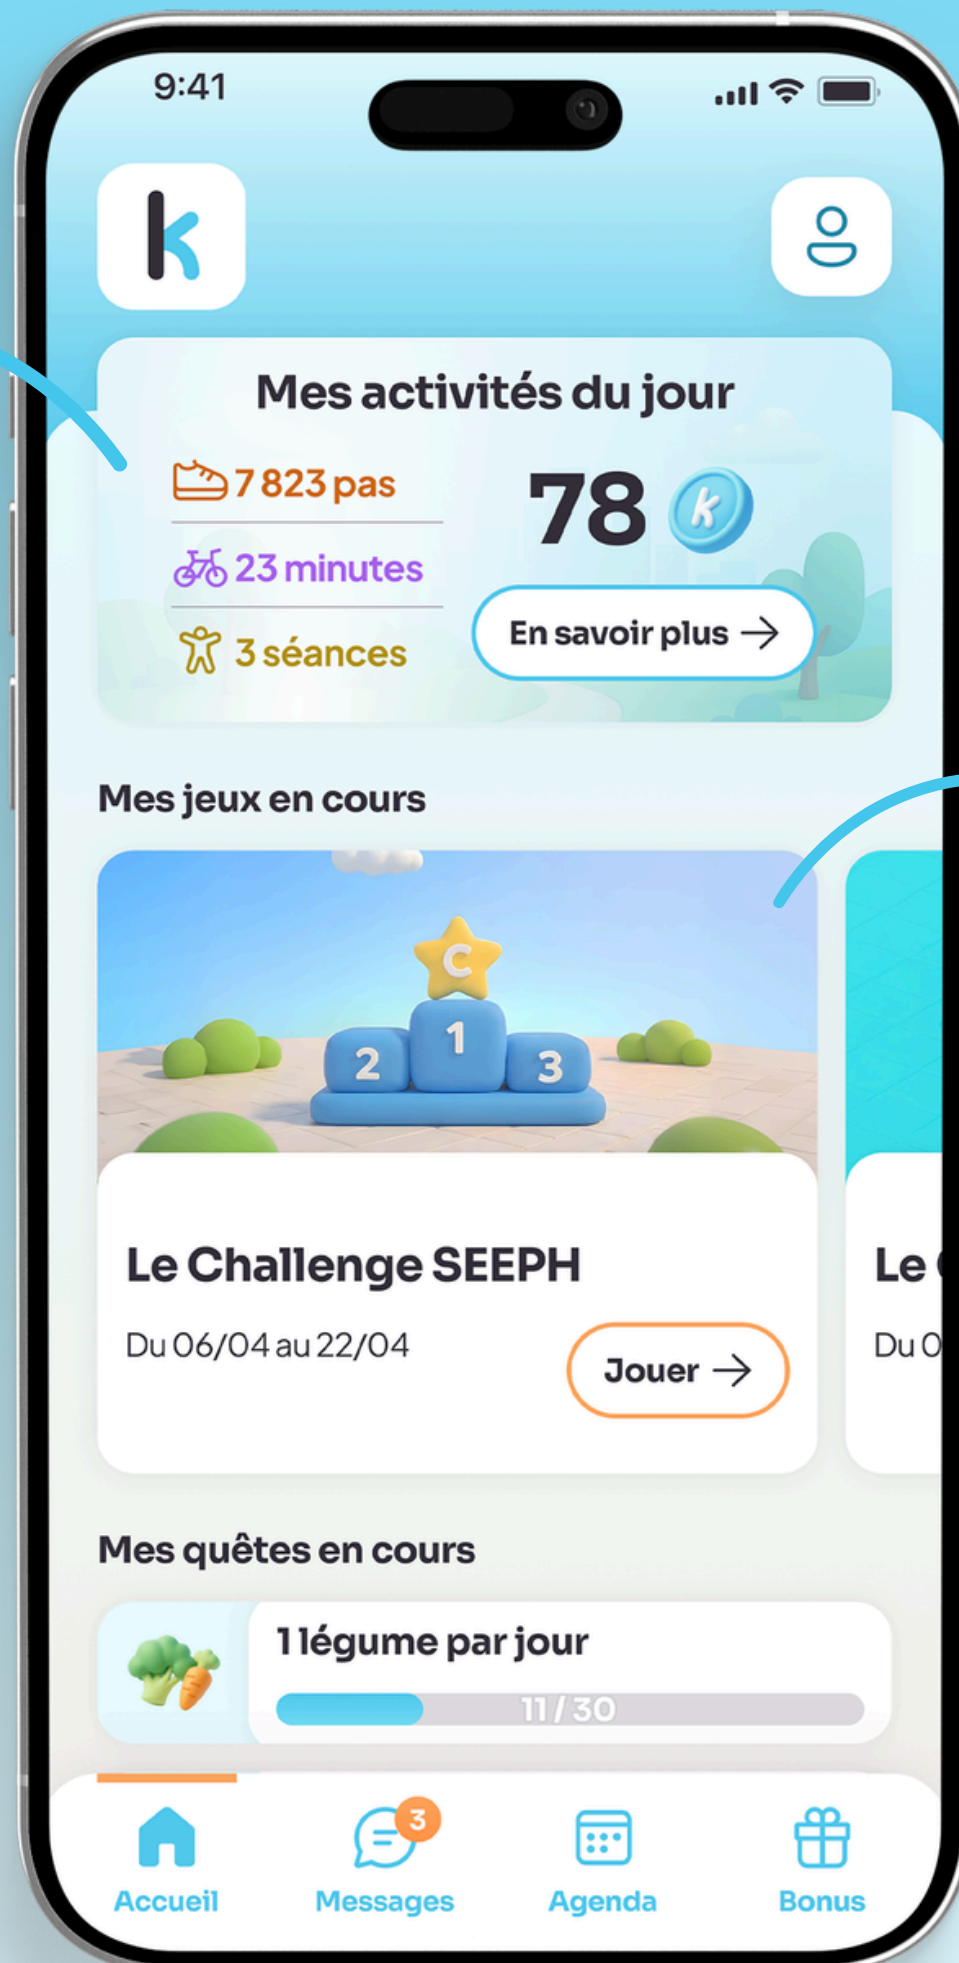 9:41
k
Mes activités du jour
7 823 pas
78
k
23 minutes
En savoir plus
3 séances
Mes jeux en cours
C
2 1 3
Le Challenge SEEPH
Le
Du 06/04 au 22/04
Du 0
Jouer
Mes quêtes en cours
1 légume par jour
11 / 30
3
Accueil Messages Agenda Bonus